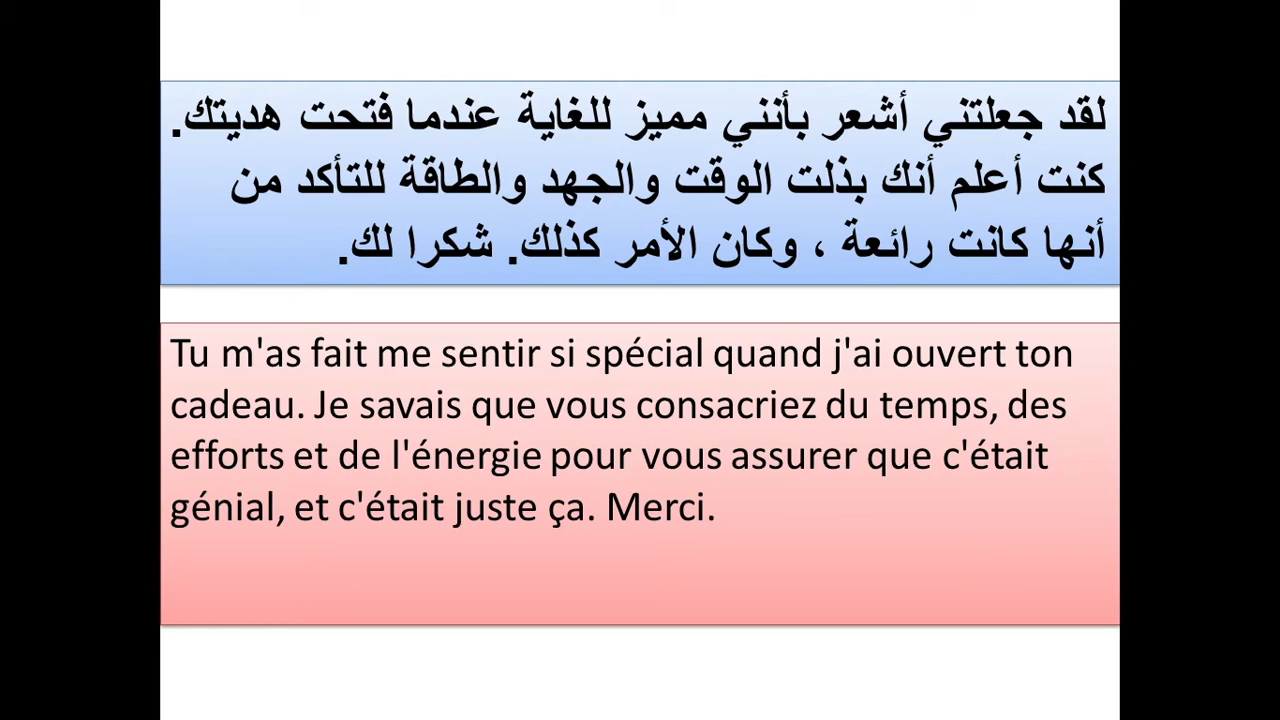 لقد جعلتني أشعر بأنني مميز للغاية عندما فتحت هديتك.
كنت أعلم أنك بذلت الوقت والجهد والطاقة للتأكد من
أنها كانت رائعة ، وكان الأمر كذلك. شكرا لك.
Tu m'as fait me sentir si spécial quand j'ai ouvert ton
cadeau. Je savais que vous consacriez du temps, des
efforts et de l'énergie pour vous assurer que c'était
génial, et c'était juste ça. Merci.